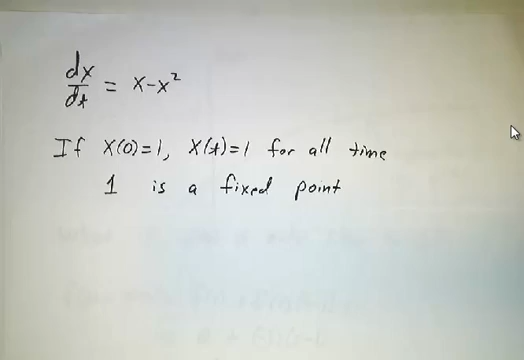 dx/dt = x-x²
If x(0)=1, x(t)=1 for all time
1 is a fixed point